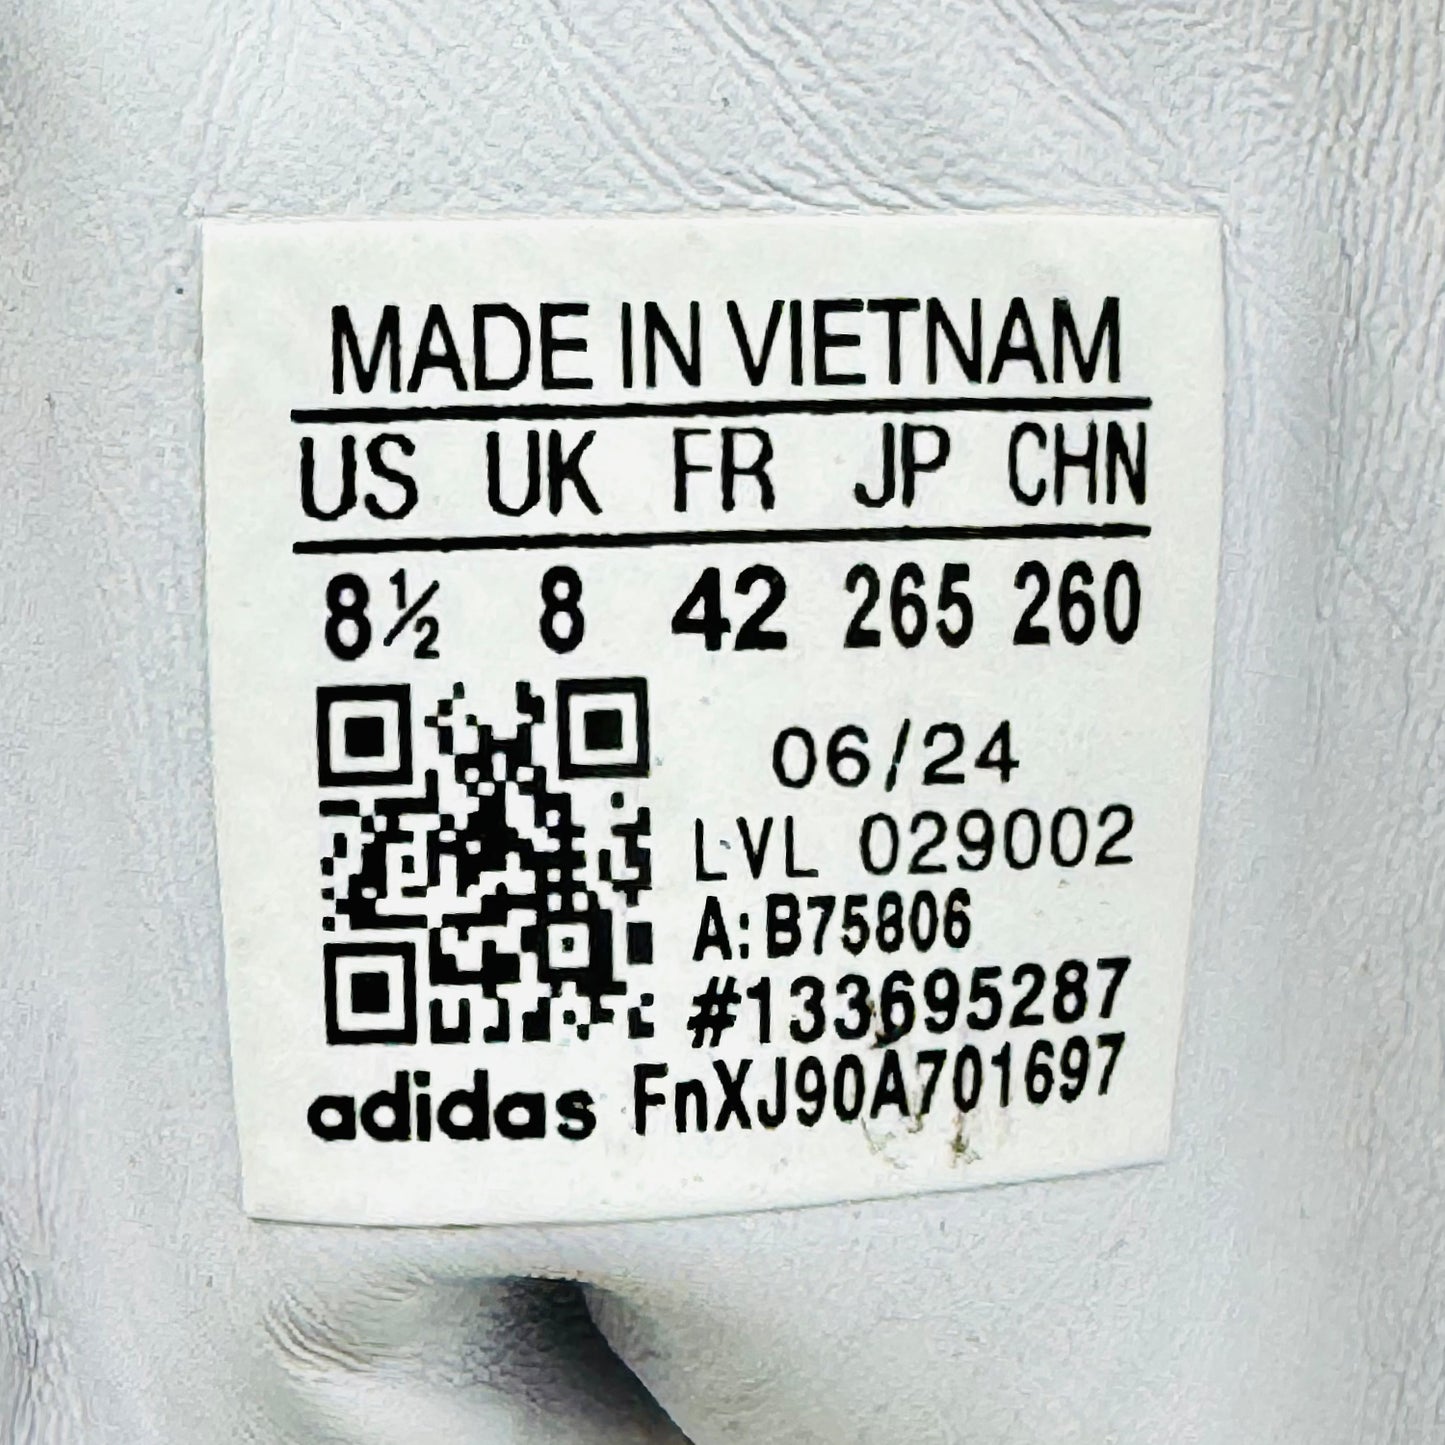 MADE IN VIETNAM
US UK FR JP CHN
8½ 8 42 265 260
06/24
LVL 029002
A:B75806
#133695287
adidas FnXJ90A701697